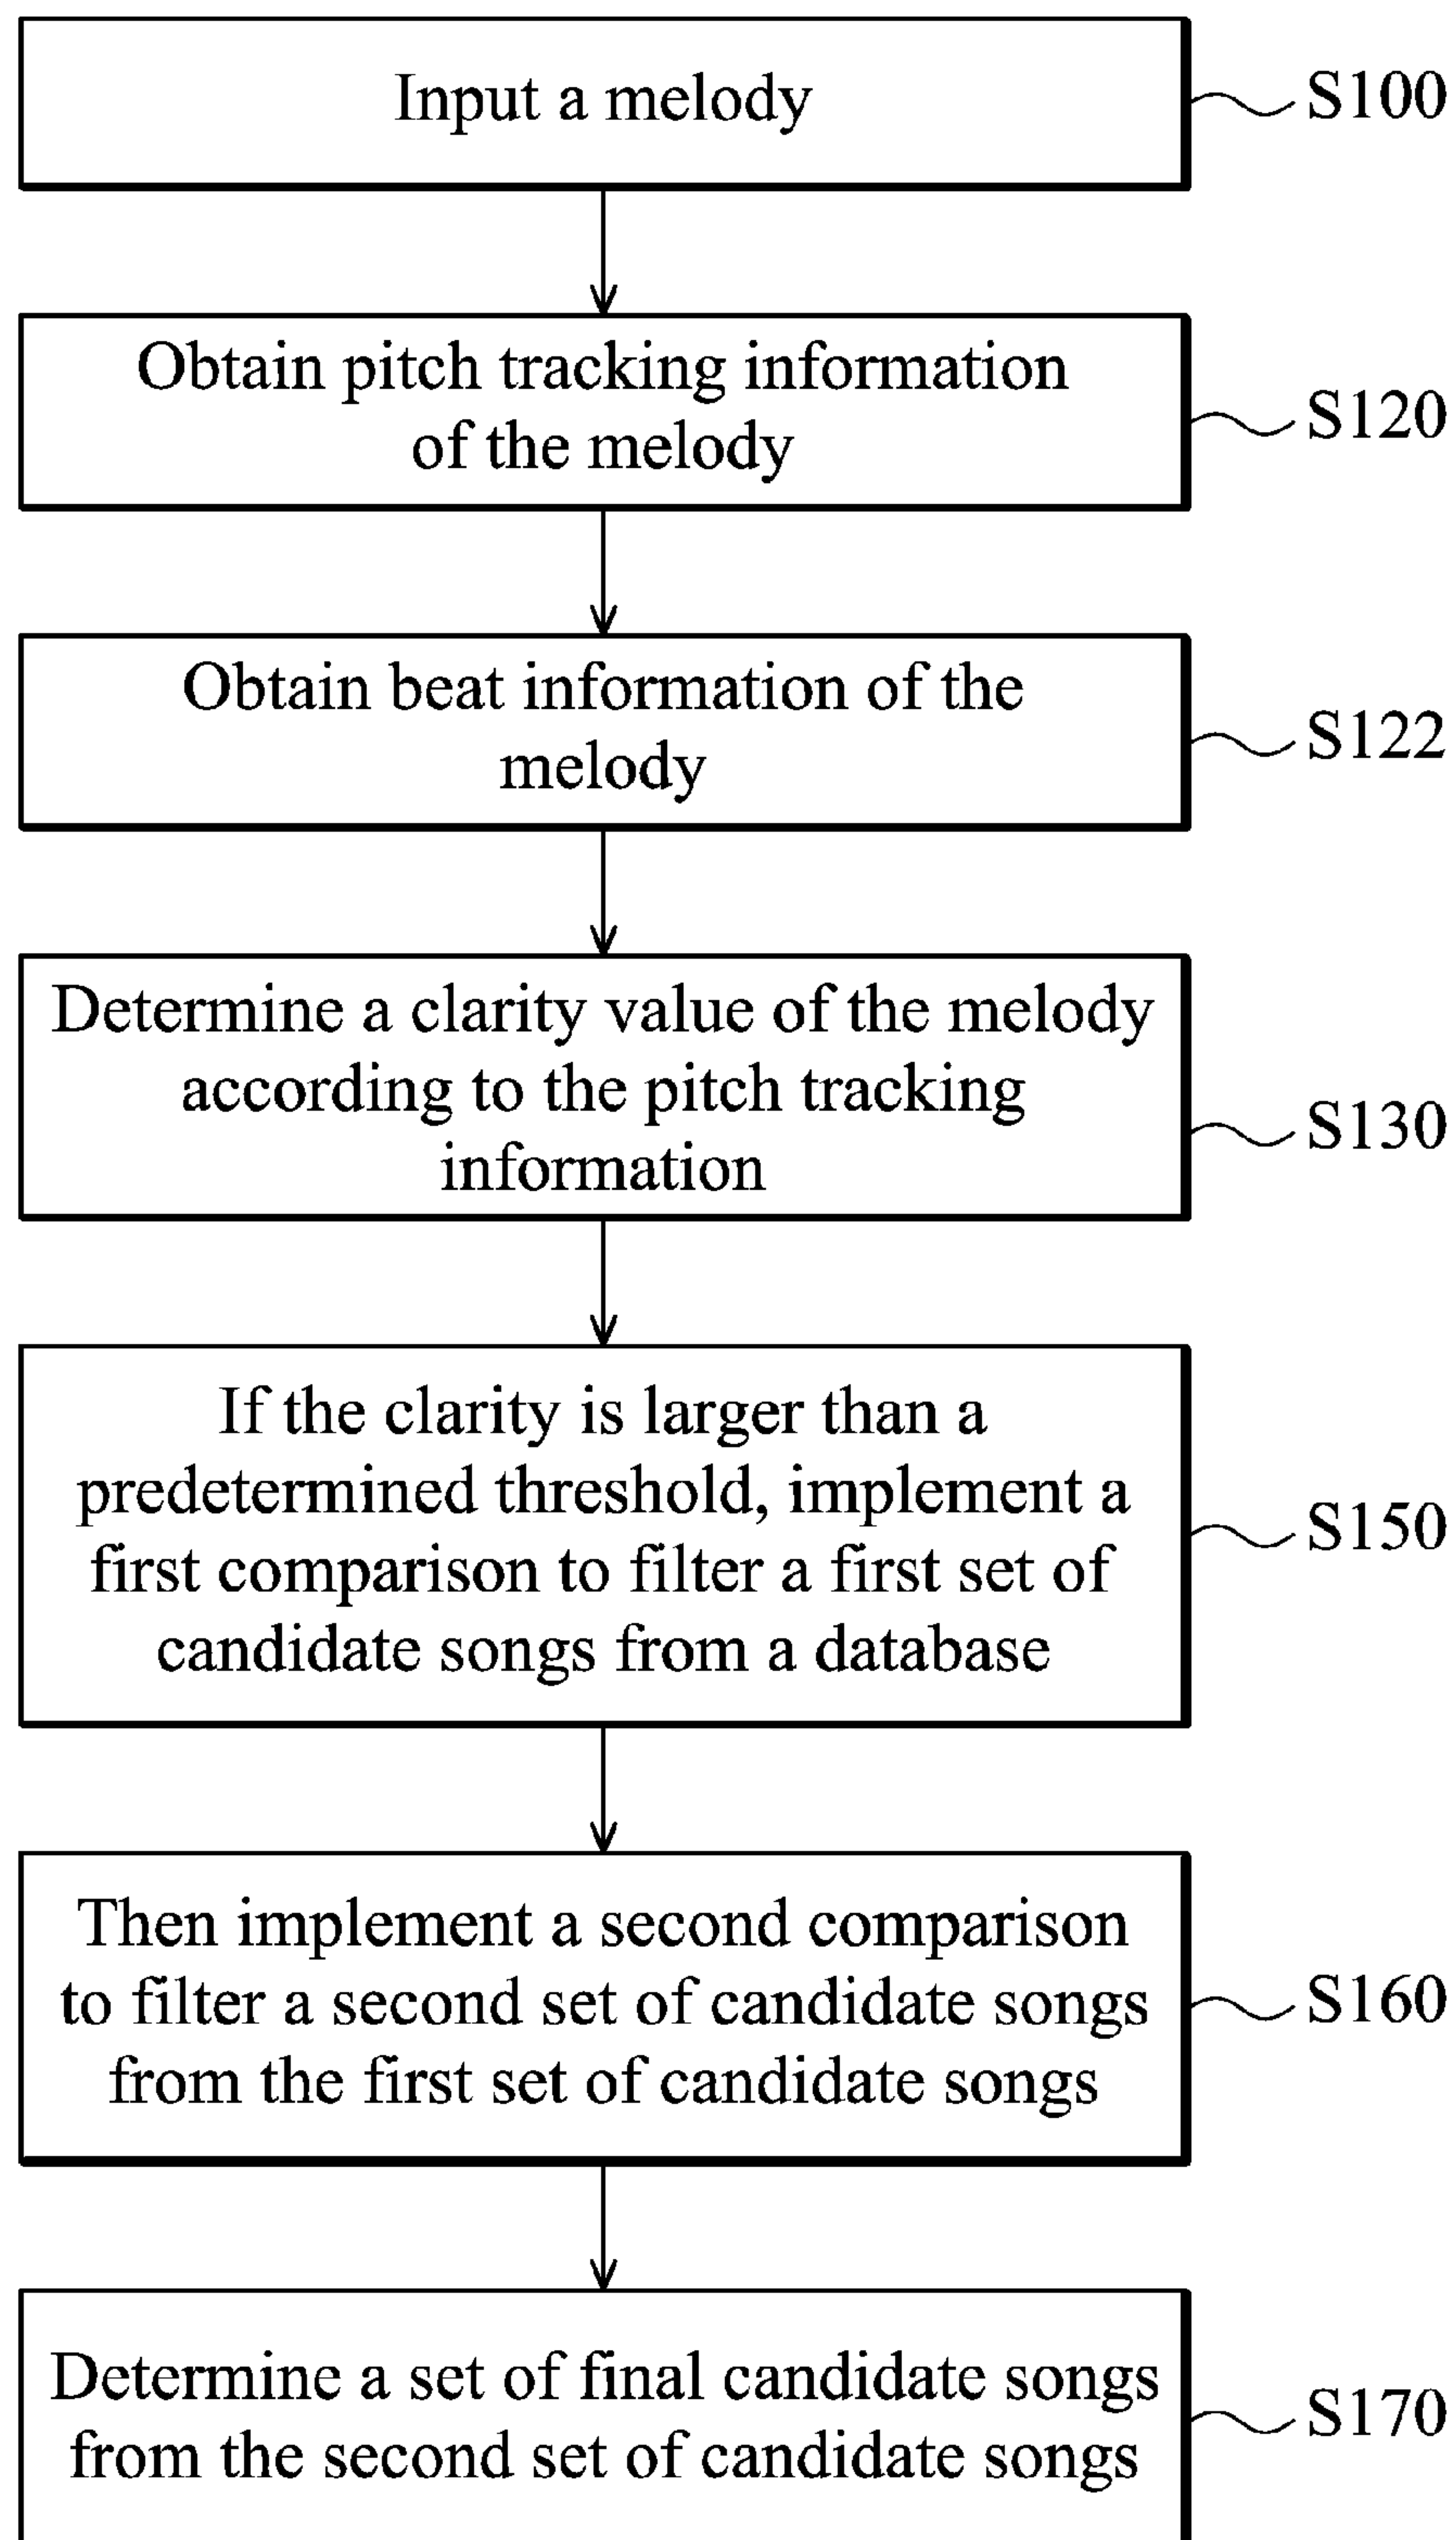 Input a melody
S100
Obtain pitch tracking information
of the melody
S120
Obtain beat information of the
melody
S122
Determine a clarity value of the melody
according to the pitch tracking
information
S130
If the clarity is larger than a
predetermined threshold, implement a
first comparison to filter a first set of
candidate songs from a database
S150
Then implement a second comparison
to filter a second set of candidate songs
from the first set of candidate songs
S160
Determine a set of final candidate songs
from the second set of candidate songs
S170